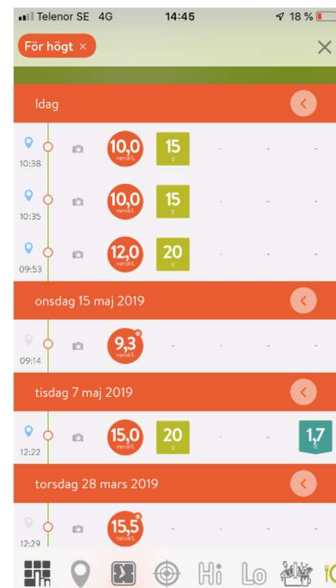 Telenor SE 4G 14:45 18 %
För högt ×
Idag
10:38 10,0 mmol/L 15 g
10:35 10,0 mmol/L 15 g
09:53 12,0 mmol/L 20 g
onsdag 15 maj 2019
09:14 9,3 mmol/L
tisdag 7 maj 2019
12:22 15,0 mmol/L 20 g 1,7
torsdag 28 mars 2019
12:29 15,5 mmol/L
Hi Lo